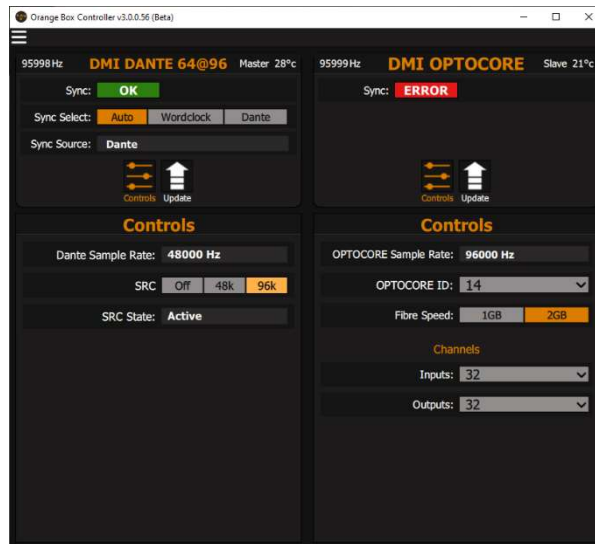 Orange Box Controller v3.0.0.56 (Beta)
95998Hz DMI DANTE 64@96 Master 28°c
Sync: OK
Sync Select: Auto Wordclock Dante
Sync Source: Dante
Controls Update
Controls
Dante Sample Rate: 48000 Hz
SRC Off 48k 96k
SRC State: Active
95999Hz DMI OPTOCORE Slave 21°c
Sync: ERROR
Controls Update
Controls
OPTOCORE Sample Rate: 96000 Hz
OPTOCORE ID: 14
Fibre Speed: 1GB 2GB
Channels
Inputs: 32
Outputs: 32